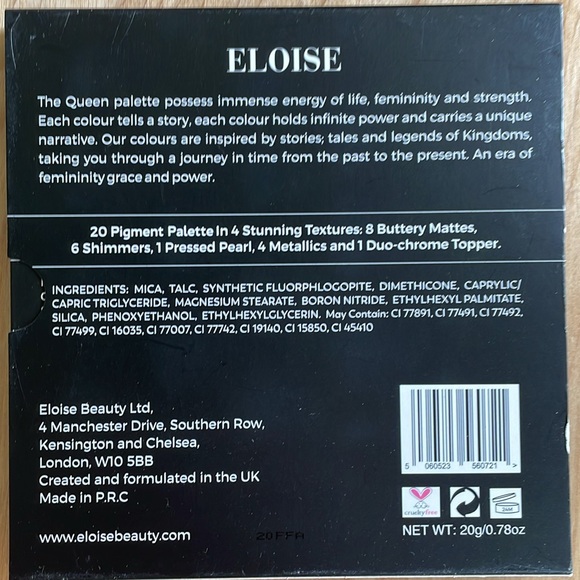 ELOISE
The Queen palette possess immense energy of life, femininity and strength.
Each colour tells a story, each colour holds infinite power and carries a unique
narrative. Our colours are inspired by stories; tales and legends of Kingdoms,
taking you through a journey in time from the past to the present. An era of
femininity grace and power.
20 Pigment Palette In 4 Stunning Textures: 8 Buttery Mattes,
6 Shimmers, 1 Pressed Pearl, 4 Metallics and 1 Duo-chrome Topper.
INGREDIENTS: MICA, TALC, SYNTHETIC FLUORPHLOGOPITE, DIMETHICONE, CAPRYLIC/
CAPRIC TRIGLYCERIDE, MAGNESIUM STEARATE, BORON NITRIDE, ETHYLHEXYL PALMITATE,
SILICA, PHENOXYETHANOL, ETHYLHEXYLGLYCERIN. May Contain: CI 77891, CI 77491, CI 77492,
CI 77499, CI 16035, CI 77007, CI 77742, CI 19140, CI 15850, CI 45410
Eloise Beauty Ltd,
4 Manchester Drive, Southern Row,
Kensington and Chelsea,
London, W10 5BB
Created and formulated in the UK
Made in P.R.C
www.eloisebeauty.com
20FFA
5 060523 560721 >
crueltyfree
24M
NET WT: 20g/0.78oz